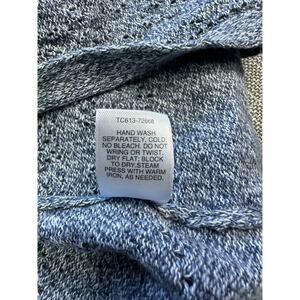 TC613-72668
HAND WASH
SEPARATELY, COLD.
NO BLEACH. DO NOT
WRING OR TWIST.
DRY FLAT; BLOCK
TO DRY.STEAM
PRESS WITH WARM
IRON, AS NEEDED.